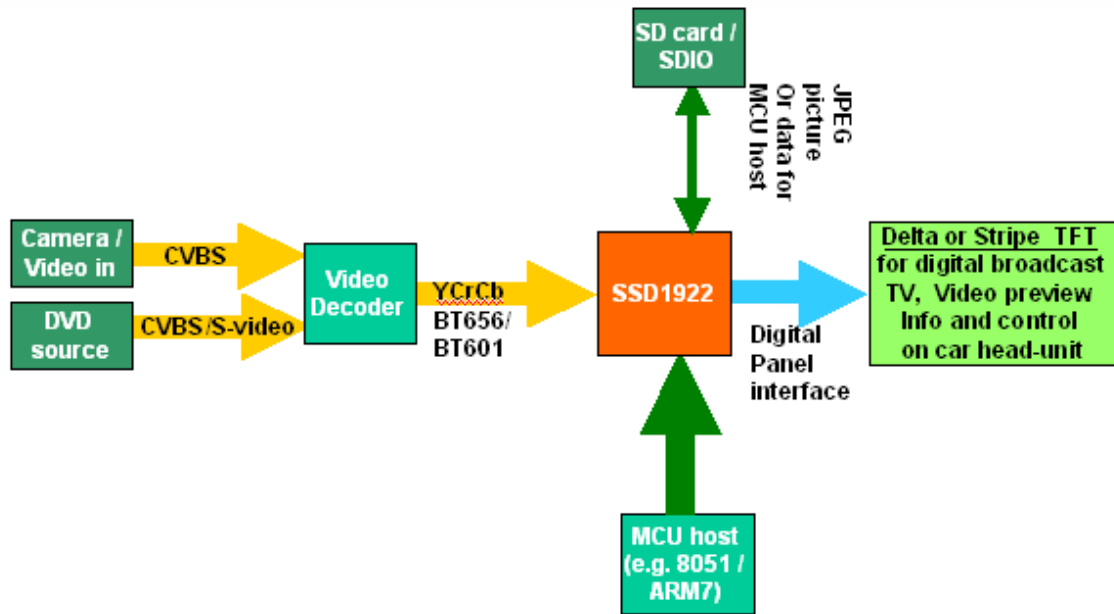 SD card /
SDIO
JPEG
picture
Or data for
MCU host
Camera /
Video in
CVBS
DVD
source
CVBS/S-video
Video
Decoder
YCrCb
BT656/
BT601
SSD1922
Digital
Panel
interface
Delta or Stripe TFT
for digital broadcast
TV, Video preview
Info and control
on car head-unit
MCU host
(e.g. 8051 /
ARM7)